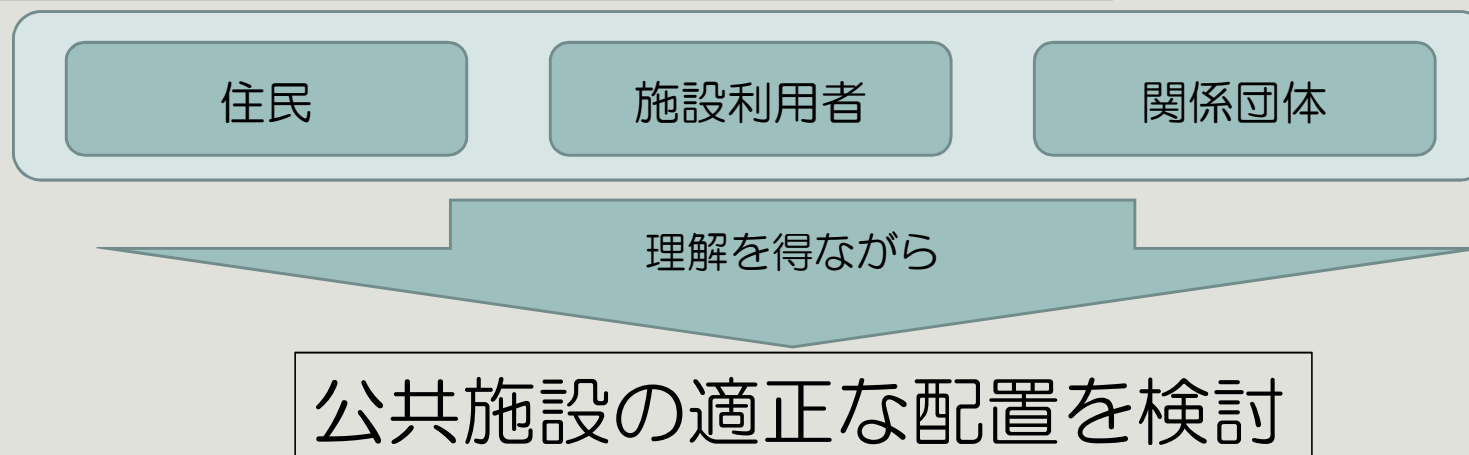 住民
施設利用者
関係団体
理解を得ながら
公共施設の適正な配置を検討